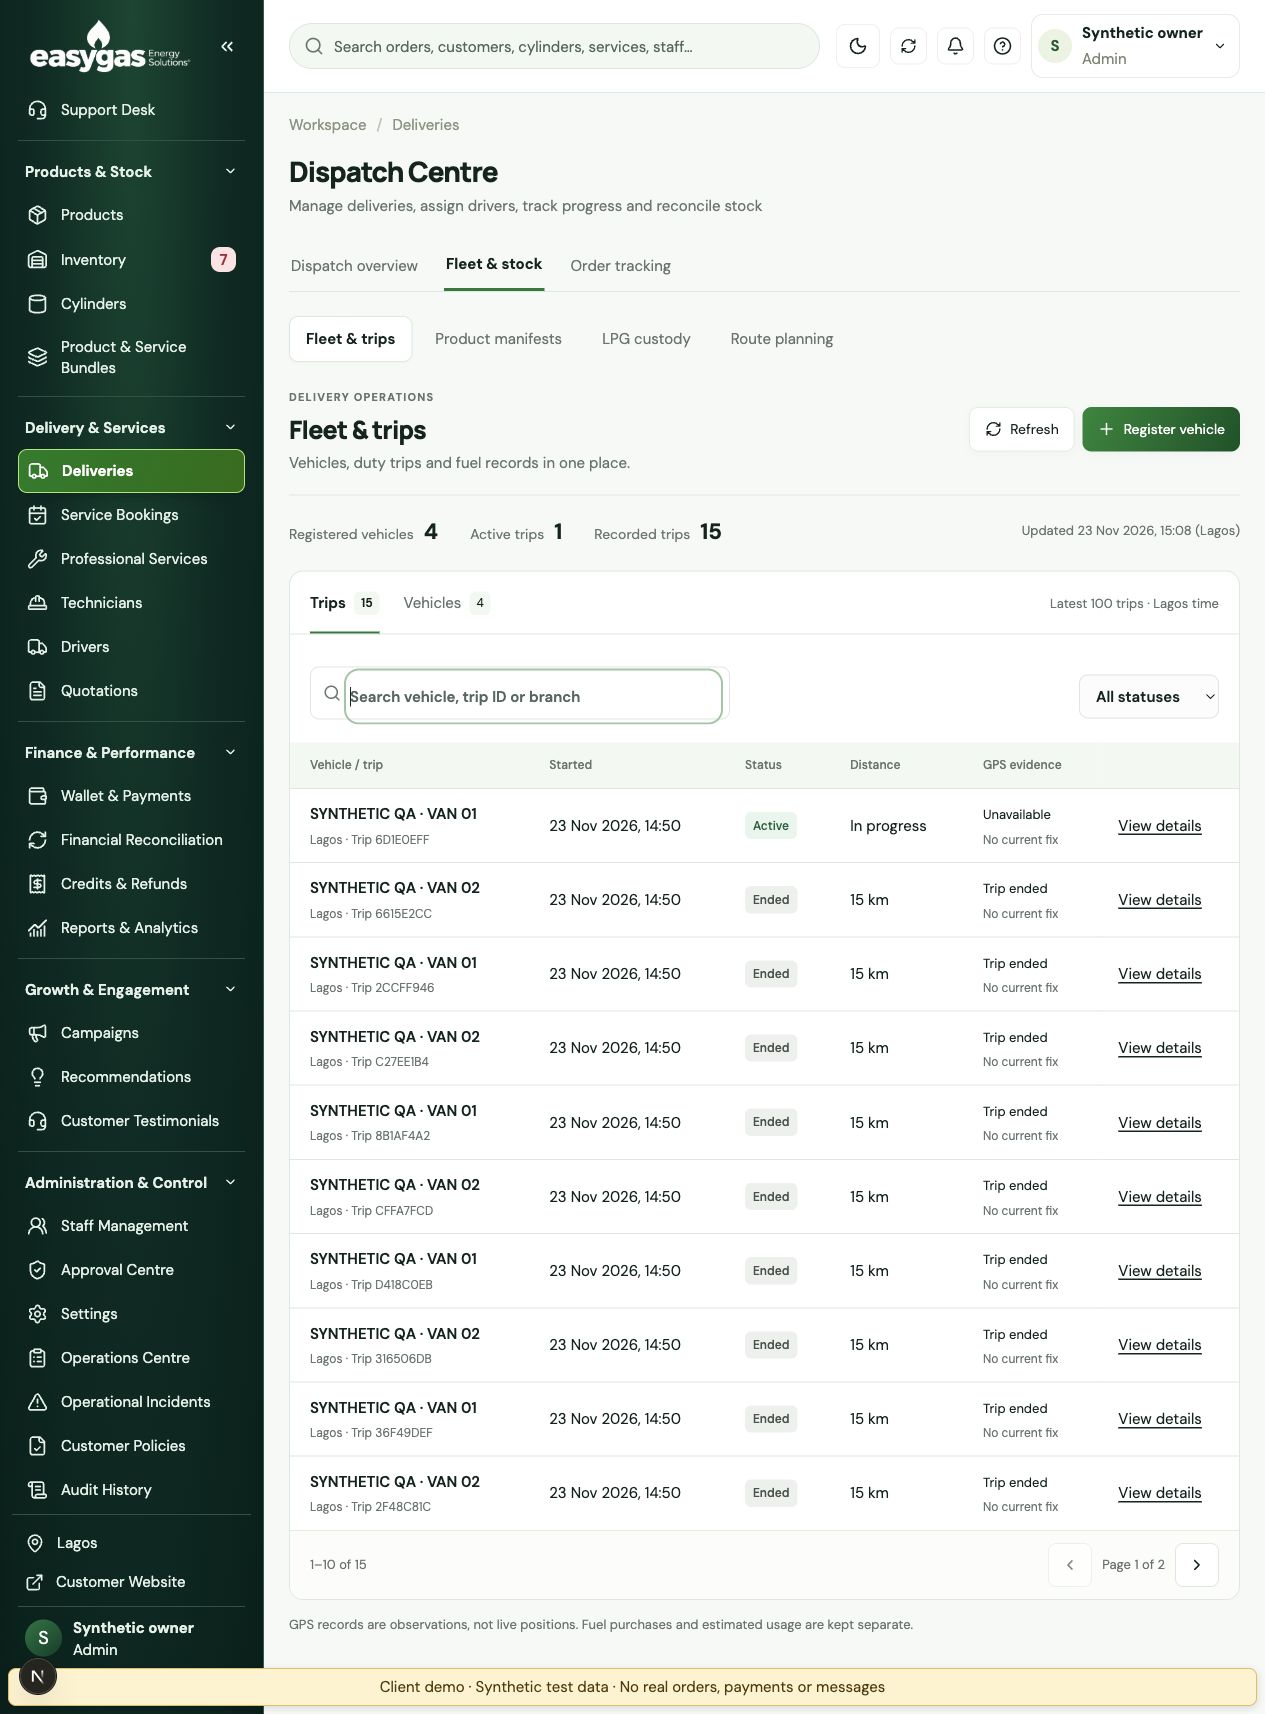 easygas Energy Solutions
Support Desk
Products & Stock
Products
Inventory 7
Cylinders
Product & Service
Bundles
Delivery & Services
Deliveries
Service Bookings
Professional Services
Technicians
Drivers
Quotations
Finance & Performance
Wallet & Payments
Financial Reconciliation
Credits & Refunds
Reports & Analytics
Growth & Engagement
Campaigns
Recommendations
Customer Testimonials
Administration & Control
Staff Management
Approval Centre
Settings
Operations Centre
Operational Incidents
Customer Policies
Audit History
Lagos
Customer Website
S Synthetic owner
Admin
N
Search orders, customers, cylinders, services, staff...
S Synthetic owner
Admin
Workspace / Deliveries
Dispatch Centre
Manage deliveries, assign drivers, track progress and reconcile stock
Dispatch overview Fleet & stock Order tracking
Fleet & trips Product manifests LPG custody Route planning
DELIVERY OPERATIONS
Fleet & trips
Vehicles, duty trips and fuel records in one place.
Refresh + Register vehicle
Registered vehicles 4 Active trips 1 Recorded trips 15 Updated 23 Nov 2026, 15:08 (Lagos)
Trips 15 Vehicles 4 Latest 100 trips · Lagos time
Search vehicle, trip ID or branch All statuses
Vehicle / trip Started Status Distance GPS evidence
SYNTHETIC QA · VAN 01 23 Nov 2026, 14:50 Active In progress Unavailable View details
Lagos · Trip 6D1E0EFF No current fix
SYNTHETIC QA · VAN 02 23 Nov 2026, 14:50 Ended 15 km Trip ended View details
Lagos · Trip 6615E2CC No current fix
SYNTHETIC QA · VAN 01 23 Nov 2026, 14:50 Ended 15 km Trip ended View details
Lagos · Trip 2CCFF946 No current fix
SYNTHETIC QA · VAN 02 23 Nov 2026, 14:50 Ended 15 km Trip ended View details
Lagos · Trip C27EE1B4 No current fix
SYNTHETIC QA · VAN 01 23 Nov 2026, 14:50 Ended 15 km Trip ended View details
Lagos · Trip 8B1AF4A2 No current fix
SYNTHETIC QA · VAN 02 23 Nov 2026, 14:50 Ended 15 km Trip ended View details
Lagos · Trip CFFA7FCD No current fix
SYNTHETIC QA · VAN 01 23 Nov 2026, 14:50 Ended 15 km Trip ended View details
Lagos · Trip D418C0EB No current fix
SYNTHETIC QA · VAN 02 23 Nov 2026, 14:50 Ended 15 km Trip ended View details
Lagos · Trip 316506DB No current fix
SYNTHETIC QA · VAN 01 23 Nov 2026, 14:50 Ended 15 km Trip ended View details
Lagos · Trip 36F49DEF No current fix
SYNTHETIC QA · VAN 02 23 Nov 2026, 14:50 Ended 15 km Trip ended View details
Lagos · Trip 2F48C81C No current fix
1–10 of 15 Page 1 of 2
GPS records are observations, not live positions. Fuel purchases and estimated usage are kept separate.
Client demo · Synthetic test data · No real orders, payments or messages